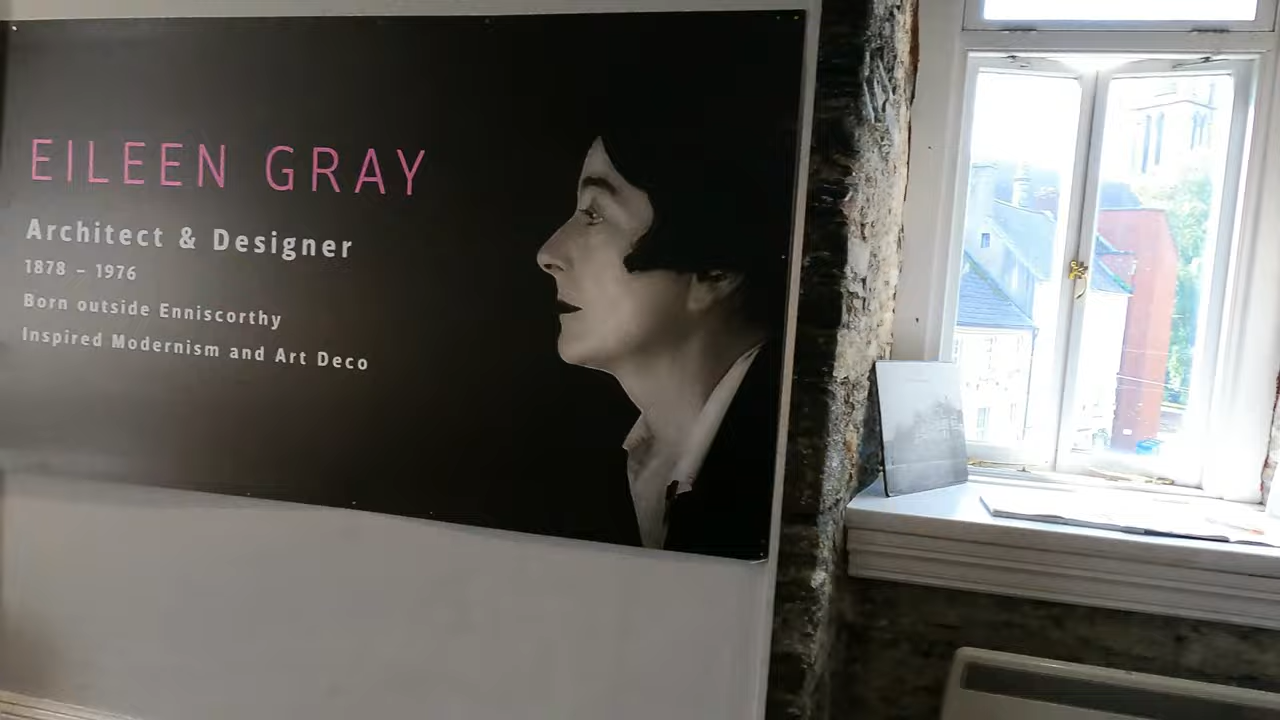 EILEEN GRAY
Architect & Designer
1878 – 1976
Born outside Enniscorthy
Inspired Modernism and Art Deco